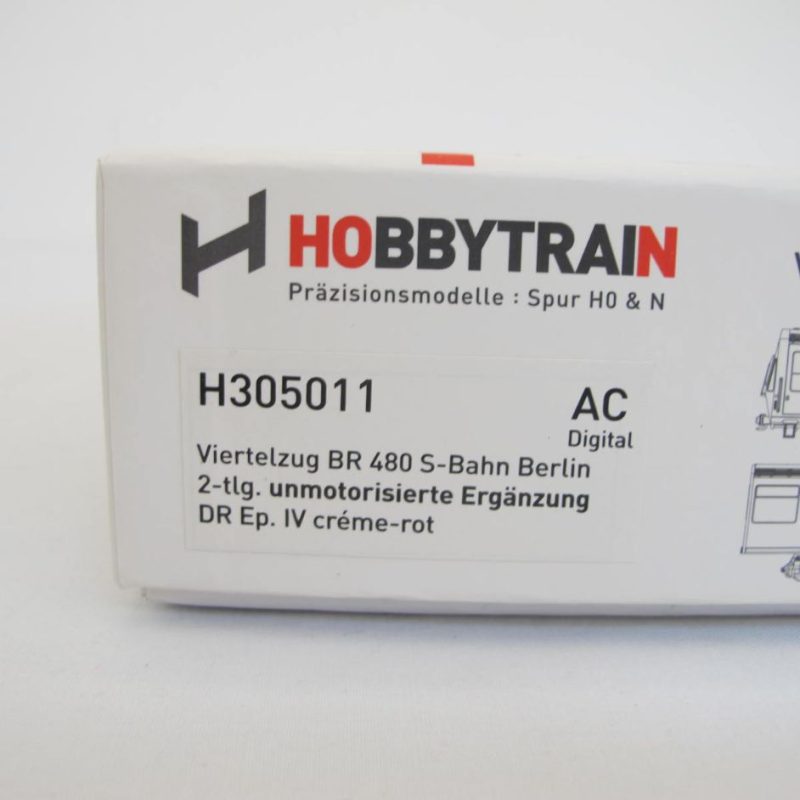 HOBBYTRAIN
Präzisionsmodelle : Spur H0 & N
H305011
AC
Digital
Viertelzug BR 480 S-Bahn Berlin
2-tlg. unmotorisierte Ergänzung
DR Ep. IV créme-rot